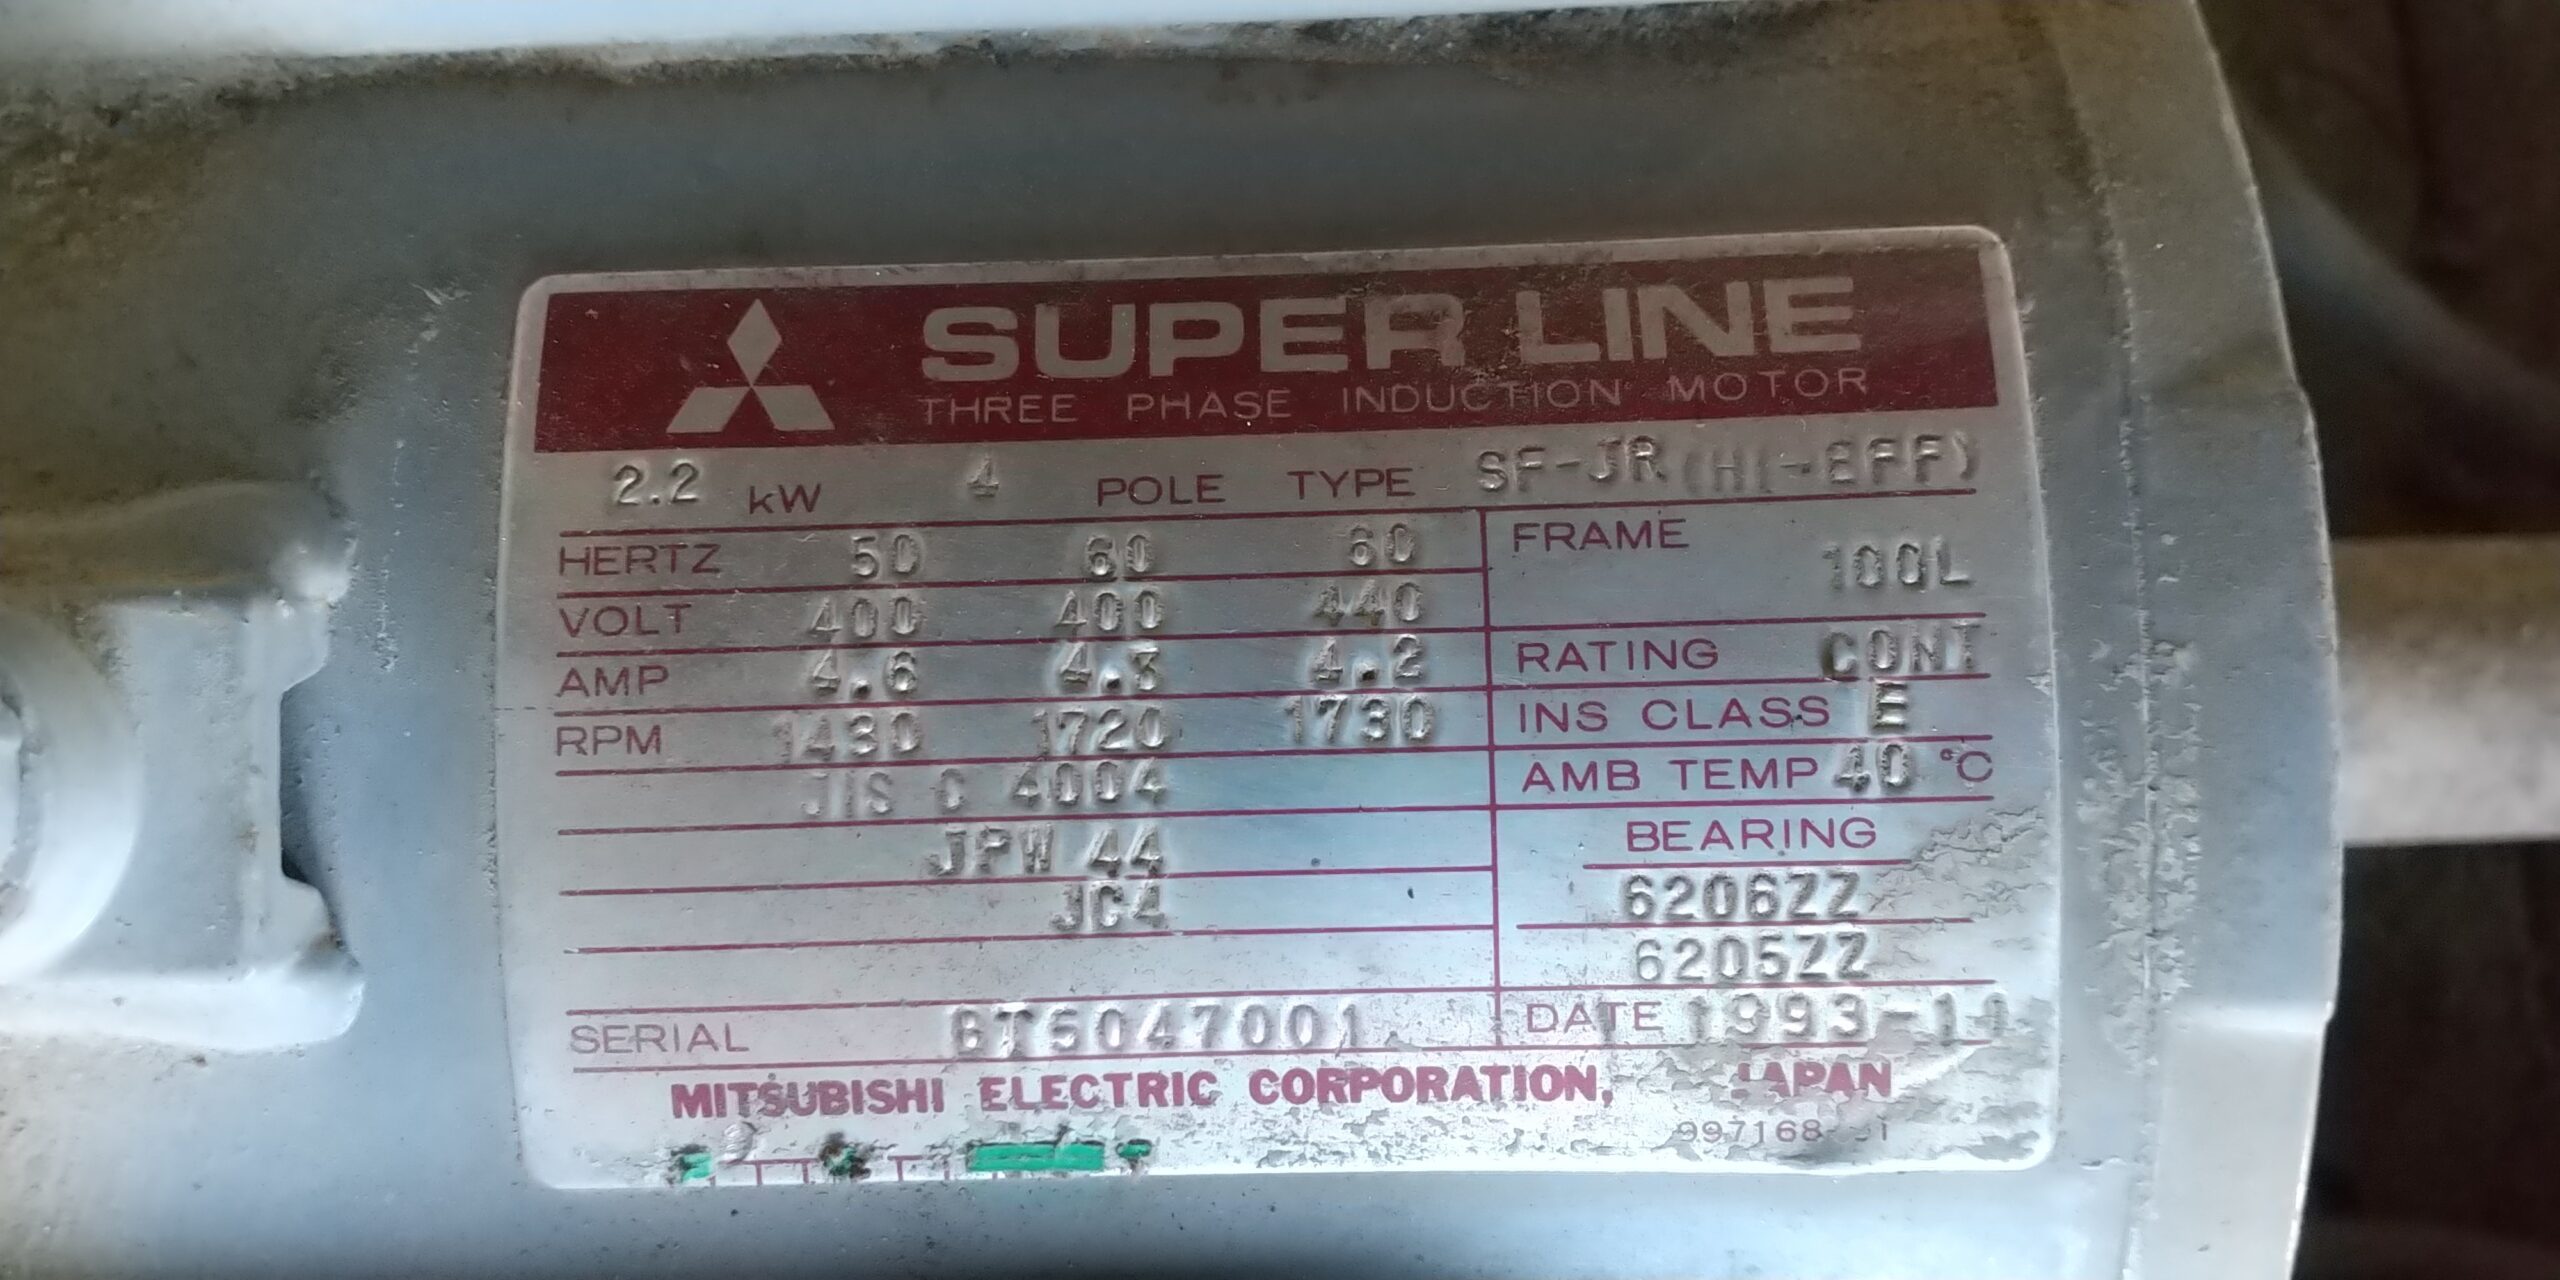 SUPER LINE
THREE PHASE INDUCTION MOTOR
2.2 kW 4 POLE TYPE SF-JR(HI-EFF)
HERTZ 50 60 60 FRAME 100L
VOLT 400 400 440
AMP 4.6 4.3 4.2 RATING CONT
RPM 1430 1720 1730 INS CLASS E
JIS C 4004 AMB TEMP 40 °C
JPW 44 BEARING
JC4 6206ZZ
6205ZZ
SERIAL DATE 1993-11
MITSUBISHI ELECTRIC CORPORATION, JAPAN